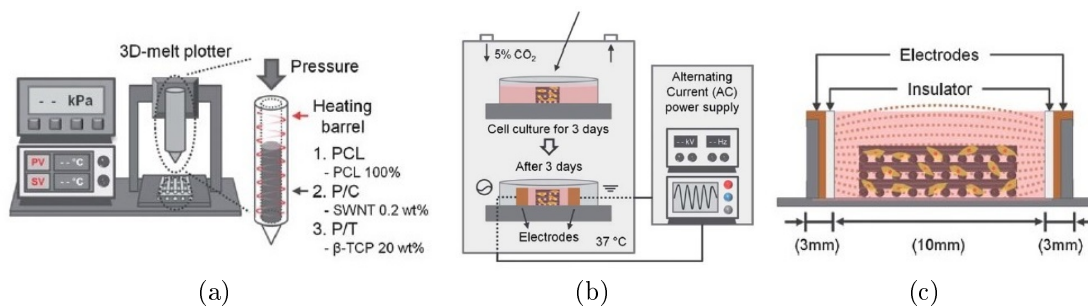 3D-melt plotter
Pressure
-- kPa
PV
--°C
SV
--°C
Heating
barrel
1. PCL
- PCL 100%
2. P/C
- SWNT 0.2 wt%
3. P/T
- β-TCP 20 wt%
(a)
5% CO₂
Cell culture for 3 days
After 3 days
Electrodes
37 °C
Alternating
Current (AC)
power supply
--kV
--Hz
(b)
Electrodes
Insulator
(3mm)
(10mm)
(3mm)
(c)